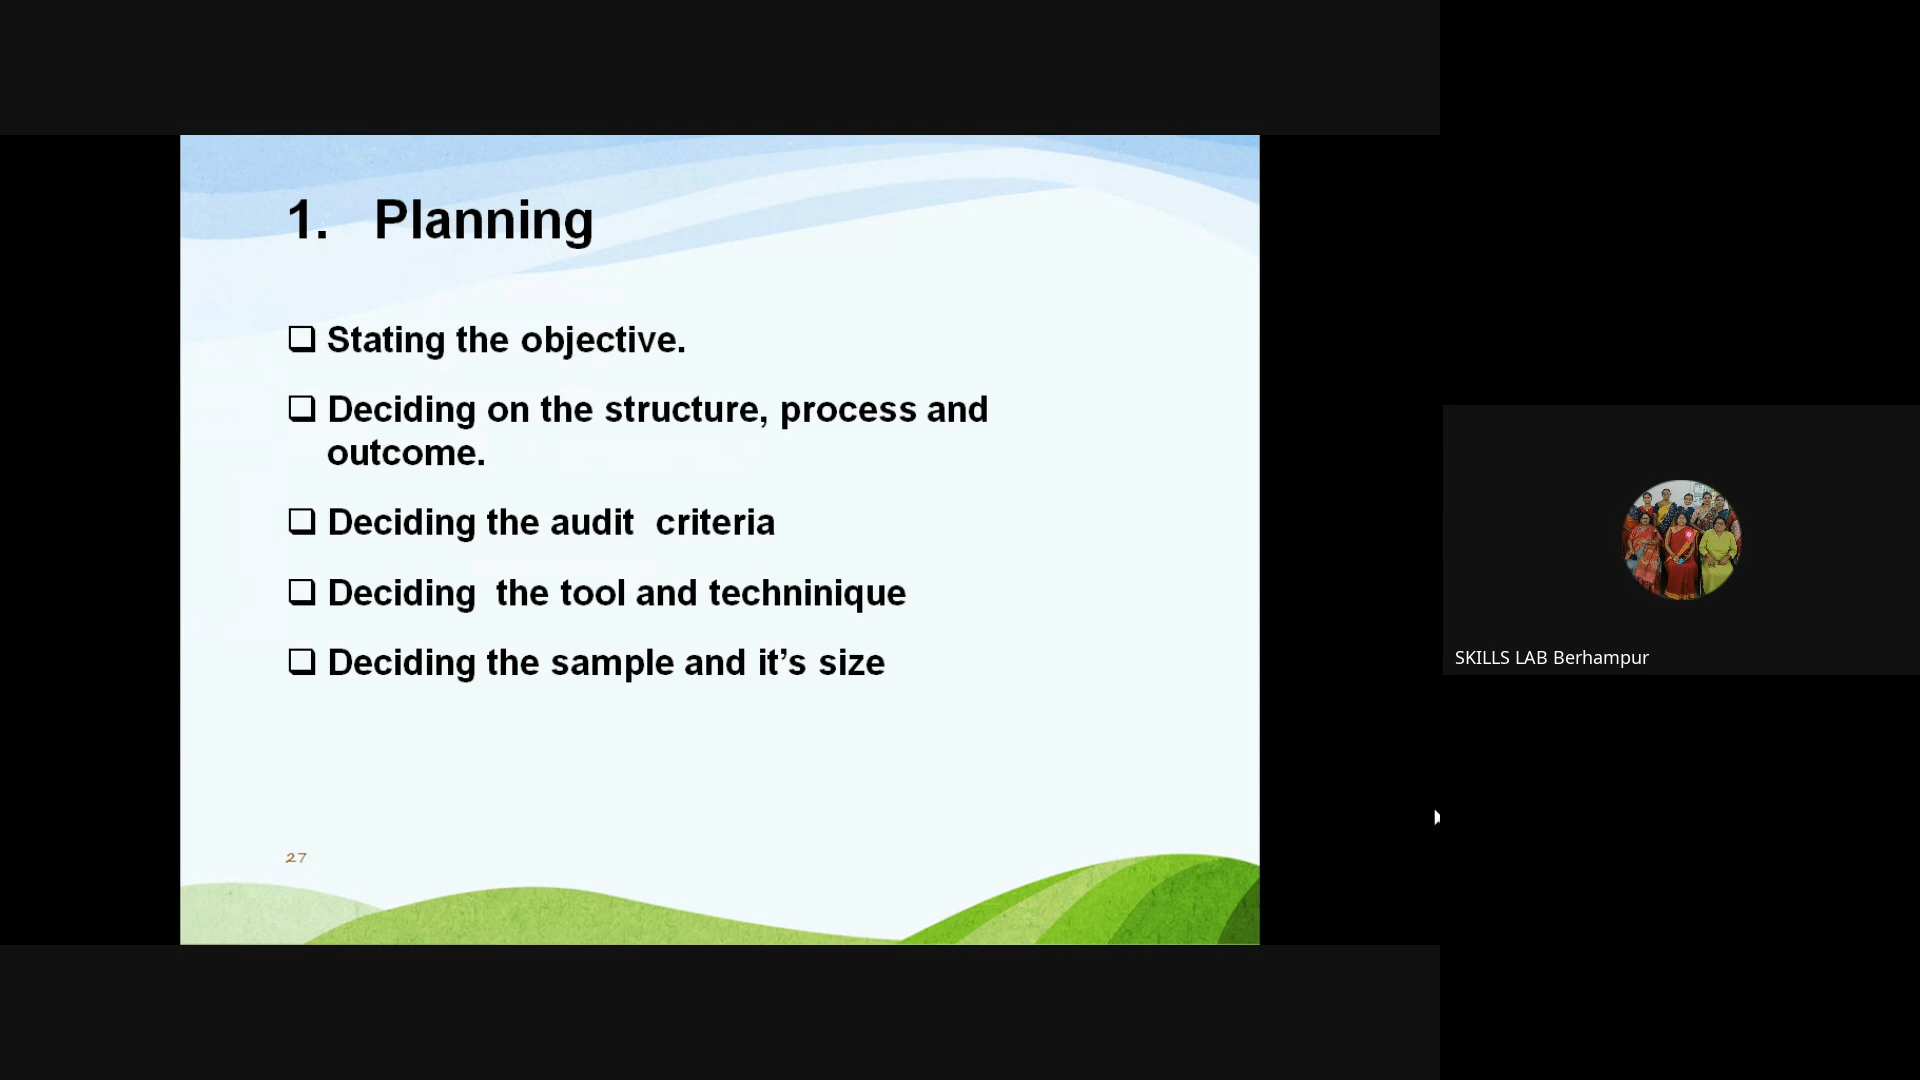 1. Planning
❑ Stating the objective.
❑ Deciding on the structure, process and
outcome.
❑ Deciding the audit  criteria
❑ Deciding  the tool and techninique
❑ Deciding the sample and it’s size
27
SKILLS LAB Berhampur